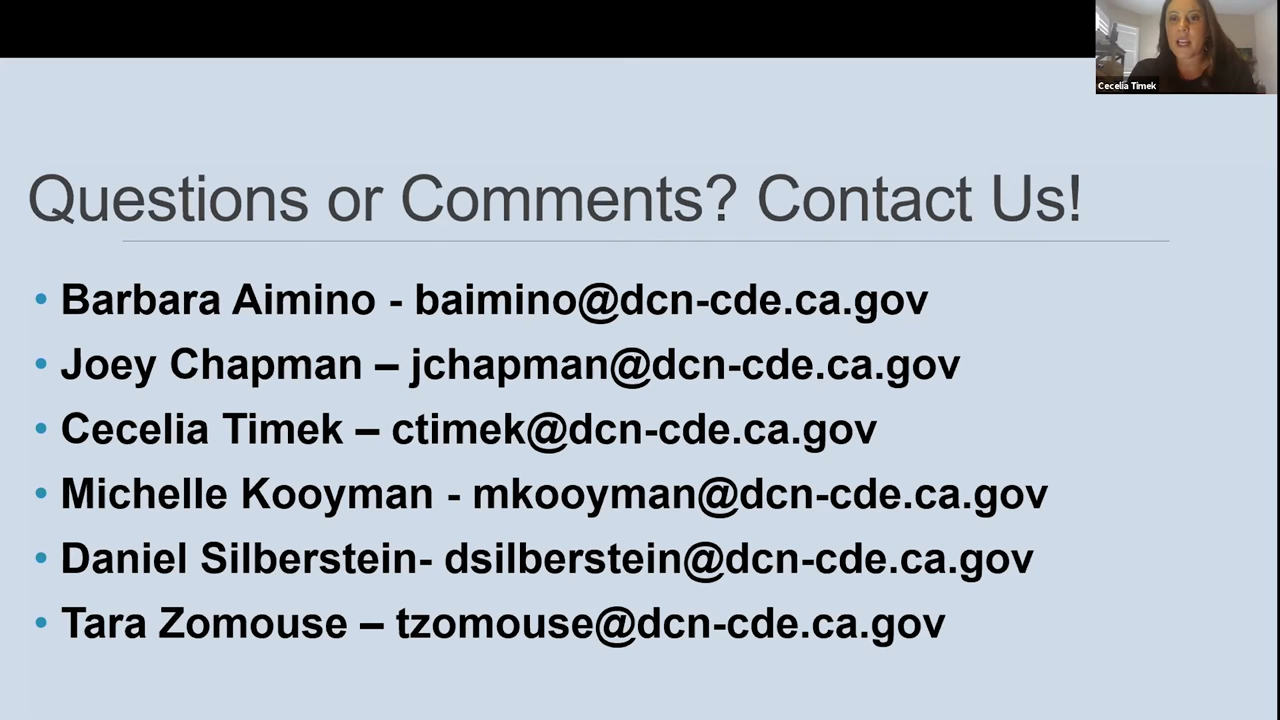 Cecelia Timek
Questions or Comments? Contact Us!
• Barbara Aimino - baimino@dcn-cde.ca.gov
• Joey Chapman – jchapman@dcn-cde.ca.gov
• Cecelia Timek – ctimek@dcn-cde.ca.gov
• Michelle Kooyman - mkooyman@dcn-cde.ca.gov
• Daniel Silberstein- dsilberstein@dcn-cde.ca.gov
• Tara Zomouse – tzomouse@dcn-cde.ca.gov